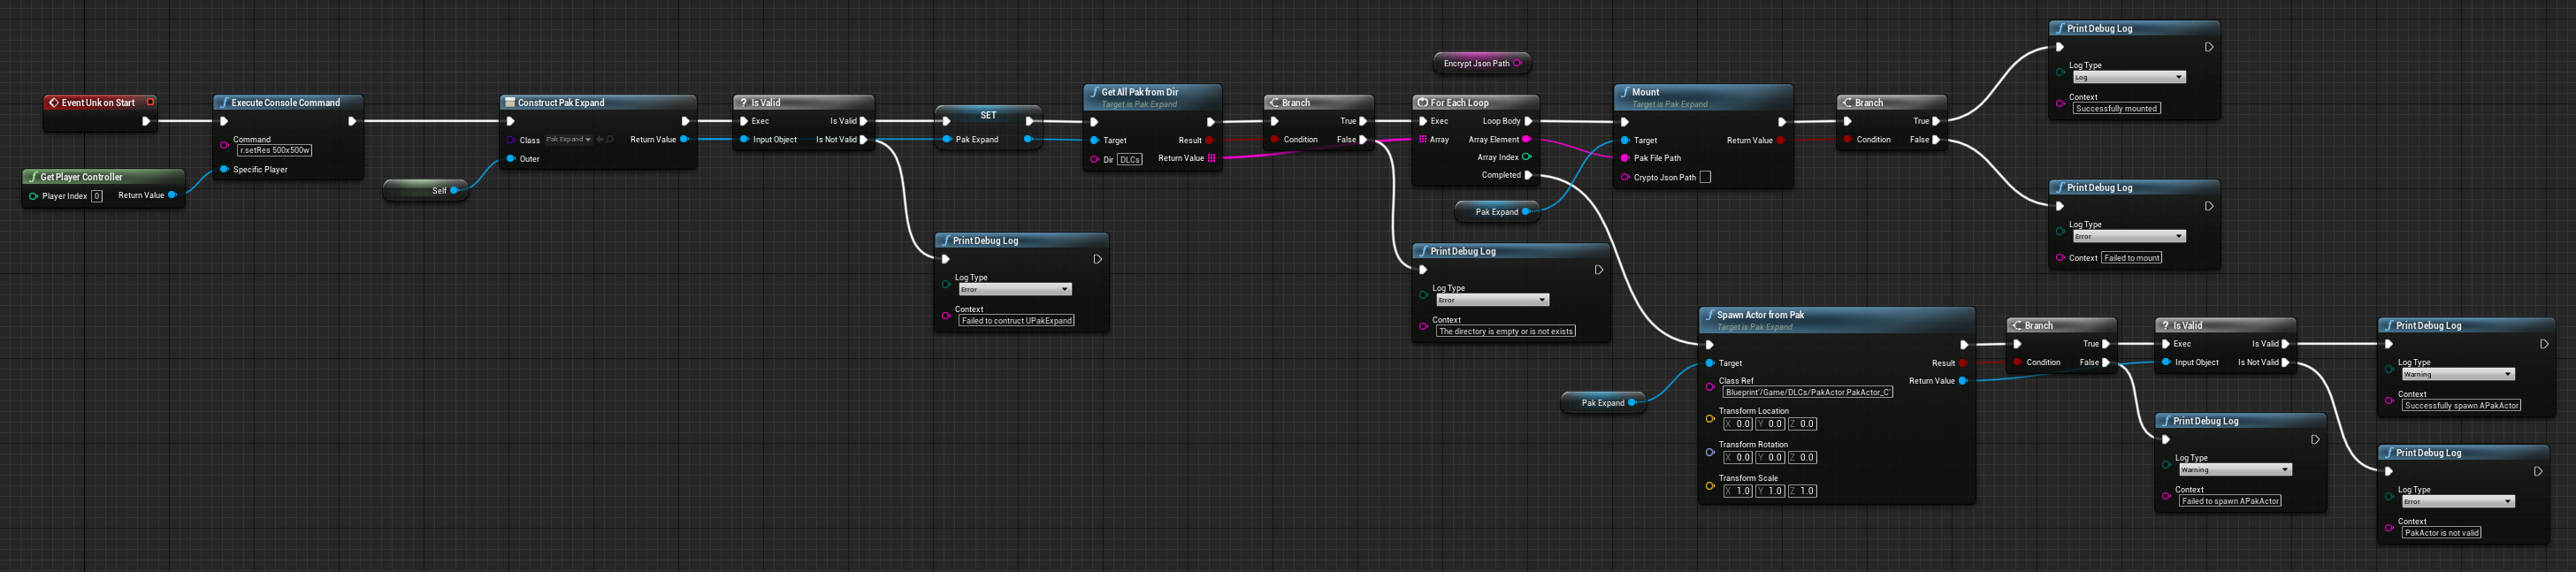 Event Unk on Start
Execute Console Command
Command
r.setRes 500x500w
Specific Player
Get Player Controller
Player Index 0 Return Value
Self
Construct Pak Expand
Class Pak Expand Return Value
Outer
Is Valid
Exec Is Valid
Input Object Is Not Valid
Print Debug Log
Log Type
Error
Context
Failed to contruct UPakExpand
SET
Pak Expand
Get All Pak from Dir
Target is Pak Expand
Target Result
Dir DLCs Return Value
Branch
True
Condition False
Print Debug Log
Log Type
Error
Context
The directory is empty or is not exists
Encrypt Json Path
For Each Loop
Exec Loop Body
Array Array Element
Array Index
Completed
Pak Expand
Mount
Target is Pak Expand
Target Return Value
Pak File Path
Crypto Json Path
Branch
True
Condition False
Print Debug Log
Log Type
Log
Context
Successfully mounted
Print Debug Log
Log Type
Error
Context Failed to mount
Pak Expand
Spawn Actor from Pak
Target is Pak Expand
Target Result
Class Ref Return Value
Blueprint'/Game/DLCs/PakActor.PakActor_C'
Transform Location
X 0.0 Y 0.0 Z 0.0
Transform Rotation
X 0.0 Y 0.0 Z 0.0
Transform Scale
X 1.0 Y 1.0 Z 1.0
Branch
True
Condition False
Is Valid
Exec Is Valid
Input Object Is Not Valid
Print Debug Log
Log Type
Warning
Context
Failed to spawn APakActor
Print Debug Log
Log Type
Warning
Context
Successfully spawn APakActor
Print Debug Log
Log Type
Error
Context
PakActor is not valid